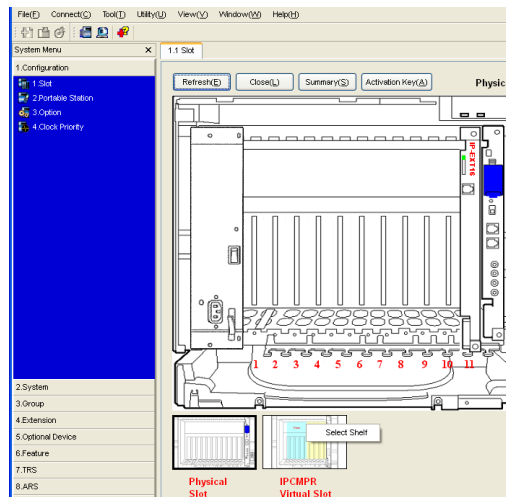 File(F) Connect(C) Tool(T) Utility(U) View(V) Window(W) Help(H)
System Menu X
1.1 Slot
1.Configuration
1.Slot
2.Portable Station
3.Option
4.Clock Priority
Refresh(E) Close(L) Summary(S) Activation Key(A) Physic
IP-EXT16
1 2 3 4 5 6 7 8 9 10 11
2.System
3.Group
4.Extension
5.Optional Device
6.Feature
7.TRS
8.ARS
Select Shelf
Physical
Slot
IPCMPR
Virtual Slot